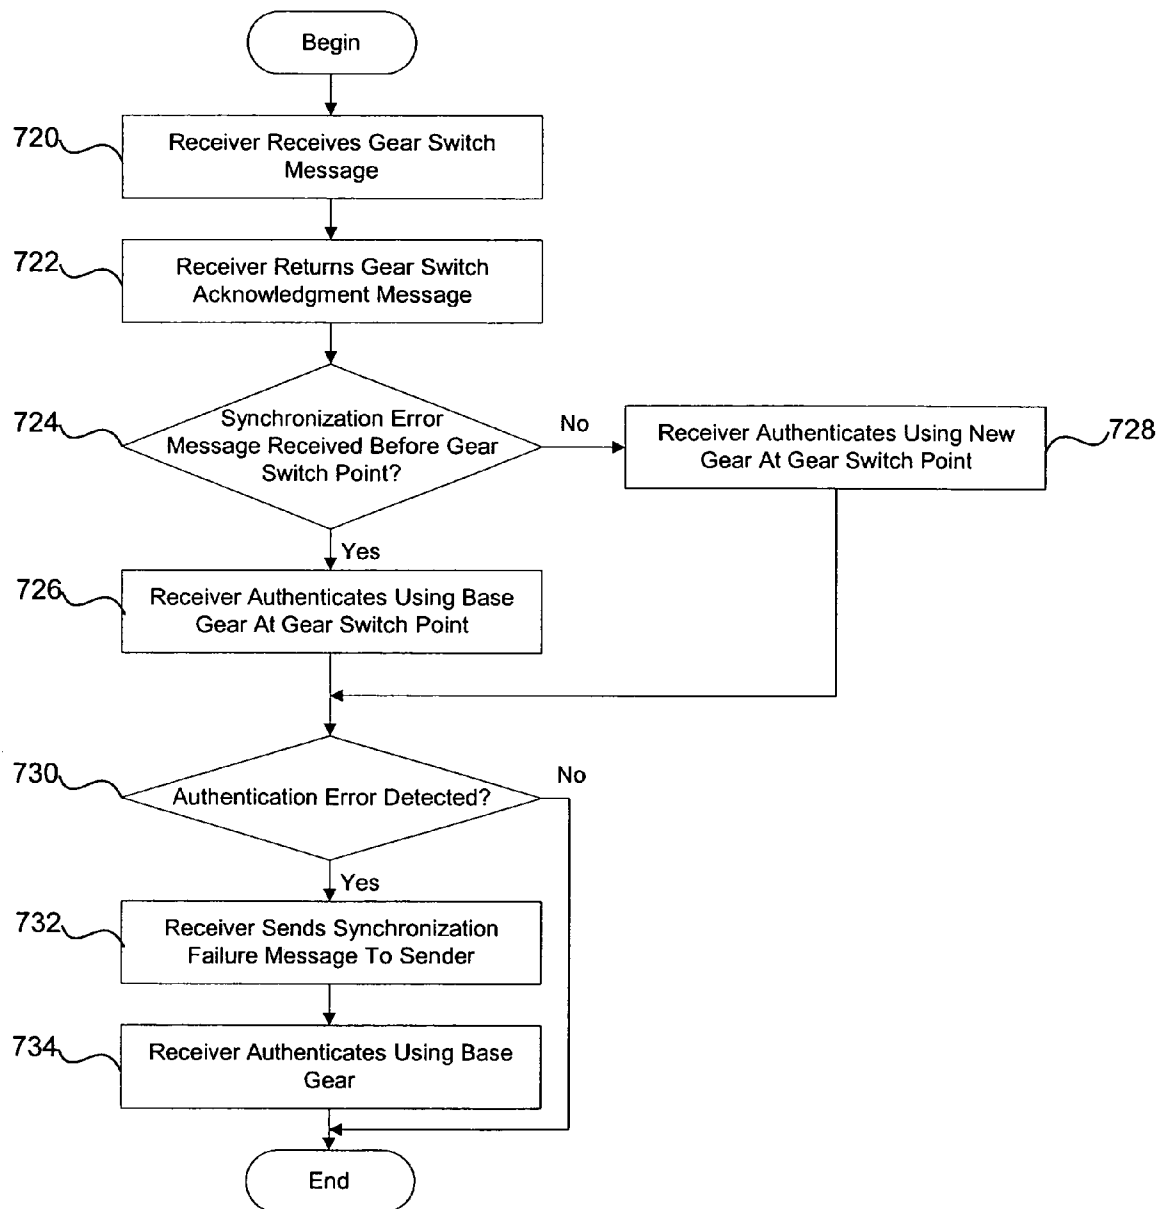 Begin
720
Receiver Receives Gear Switch
Message
722
Receiver Returns Gear Switch
Acknowledgment Message
724
Synchronization Error
Message Received Before Gear
Switch Point?
No
Receiver Authenticates Using New
Gear At Gear Switch Point
728
Yes
726
Receiver Authenticates Using Base
Gear At Gear Switch Point
730
Authentication Error Detected?
No
Yes
732
Receiver Sends Synchronization
Failure Message To Sender
734
Receiver Authenticates Using Base
Gear
End